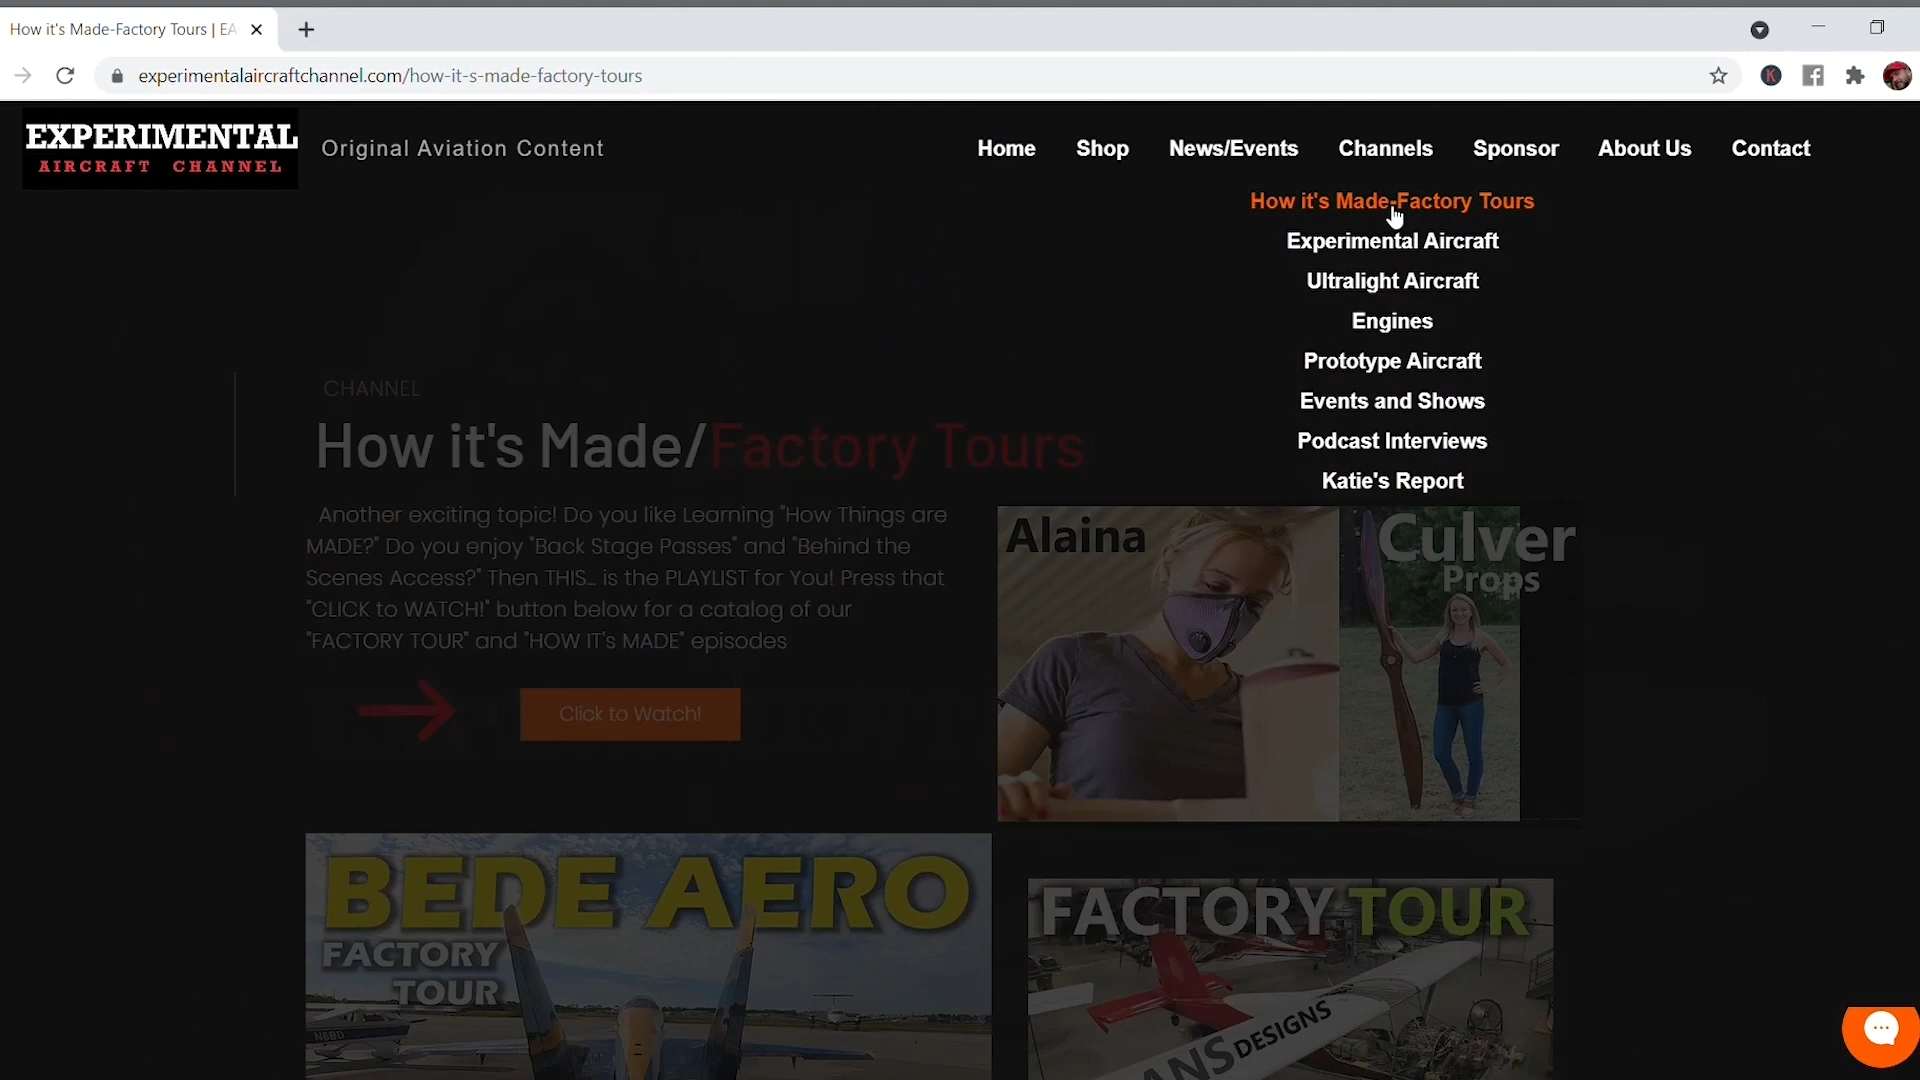 How it's Made-Factory Tours | EA
experimentalaircraftchannel.com/how-it-s-made-factory-tours
K
EXPERIMENTAL
AIRCRAFT CHANNEL
Original Aviation Content
Home
Shop
News/Events
Channels
Sponsor
About Us
Contact
How it's Made-Factory Tours
Experimental Aircraft
Ultralight Aircraft
Engines
Prototype Aircraft
Events and Shows
Podcast Interviews
Katie's Report
CHANNEL
How it's Made/Factory Tours
Another exciting topic! Do you like Learning "How Things are
MADE?" Do you enjoy "Back Stage Passes" and "Behind the
Scenes Access?" Then THIS... is the PLAYLIST for You! Press that
"CLICK to WATCH!" button below for a catalog of our
"FACTORY TOUR" and "HOW IT's MADE" episodes
Click to Watch!
Alaina
Culver
Props
BEDE AERO
FACTORY
TOUR
N6BD
FACTORY TOUR
ANS DESIGNS